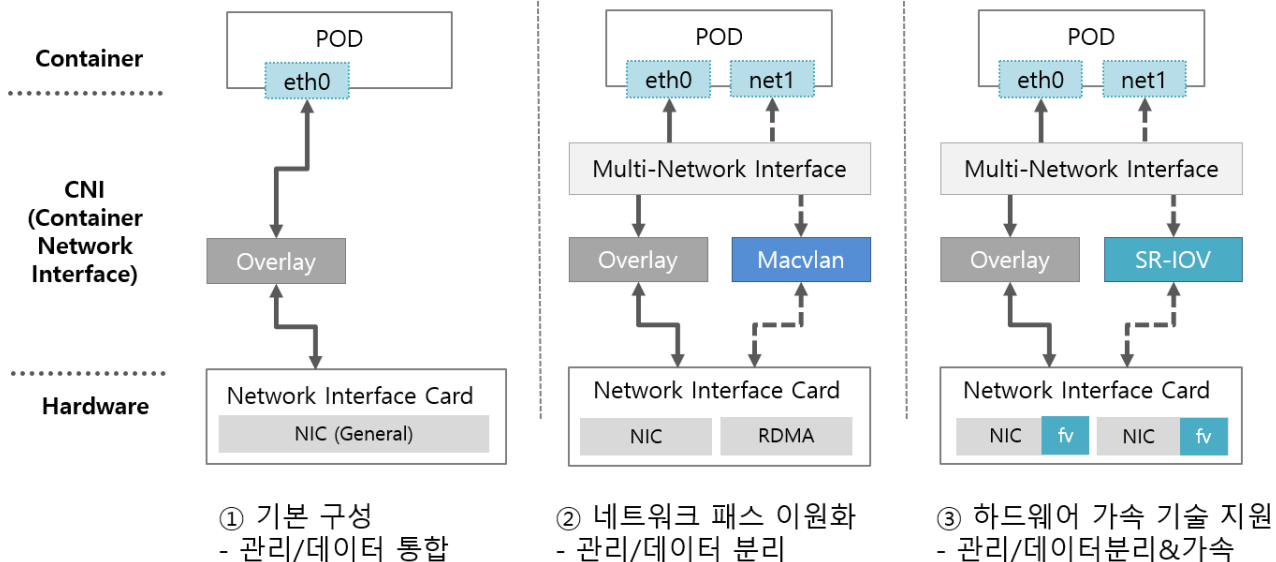 Container
CNI
(Container
Network
Interface)
Hardware
POD
eth0
Overlay
Network Interface Card
NIC (General)
① 기본 구성
- 관리/데이터 통합
POD
eth0
net1
Multi-Network Interface
Overlay
Macvlan
Network Interface Card
NIC
RDMA
② 네트워크 패스 이원화
- 관리/데이터 분리
POD
eth0
net1
Multi-Network Interface
Overlay
SR-IOV
Network Interface Card
NIC
fv
NIC
fv
③ 하드웨어 가속 기술 지원
- 관리/데이터분리&가속